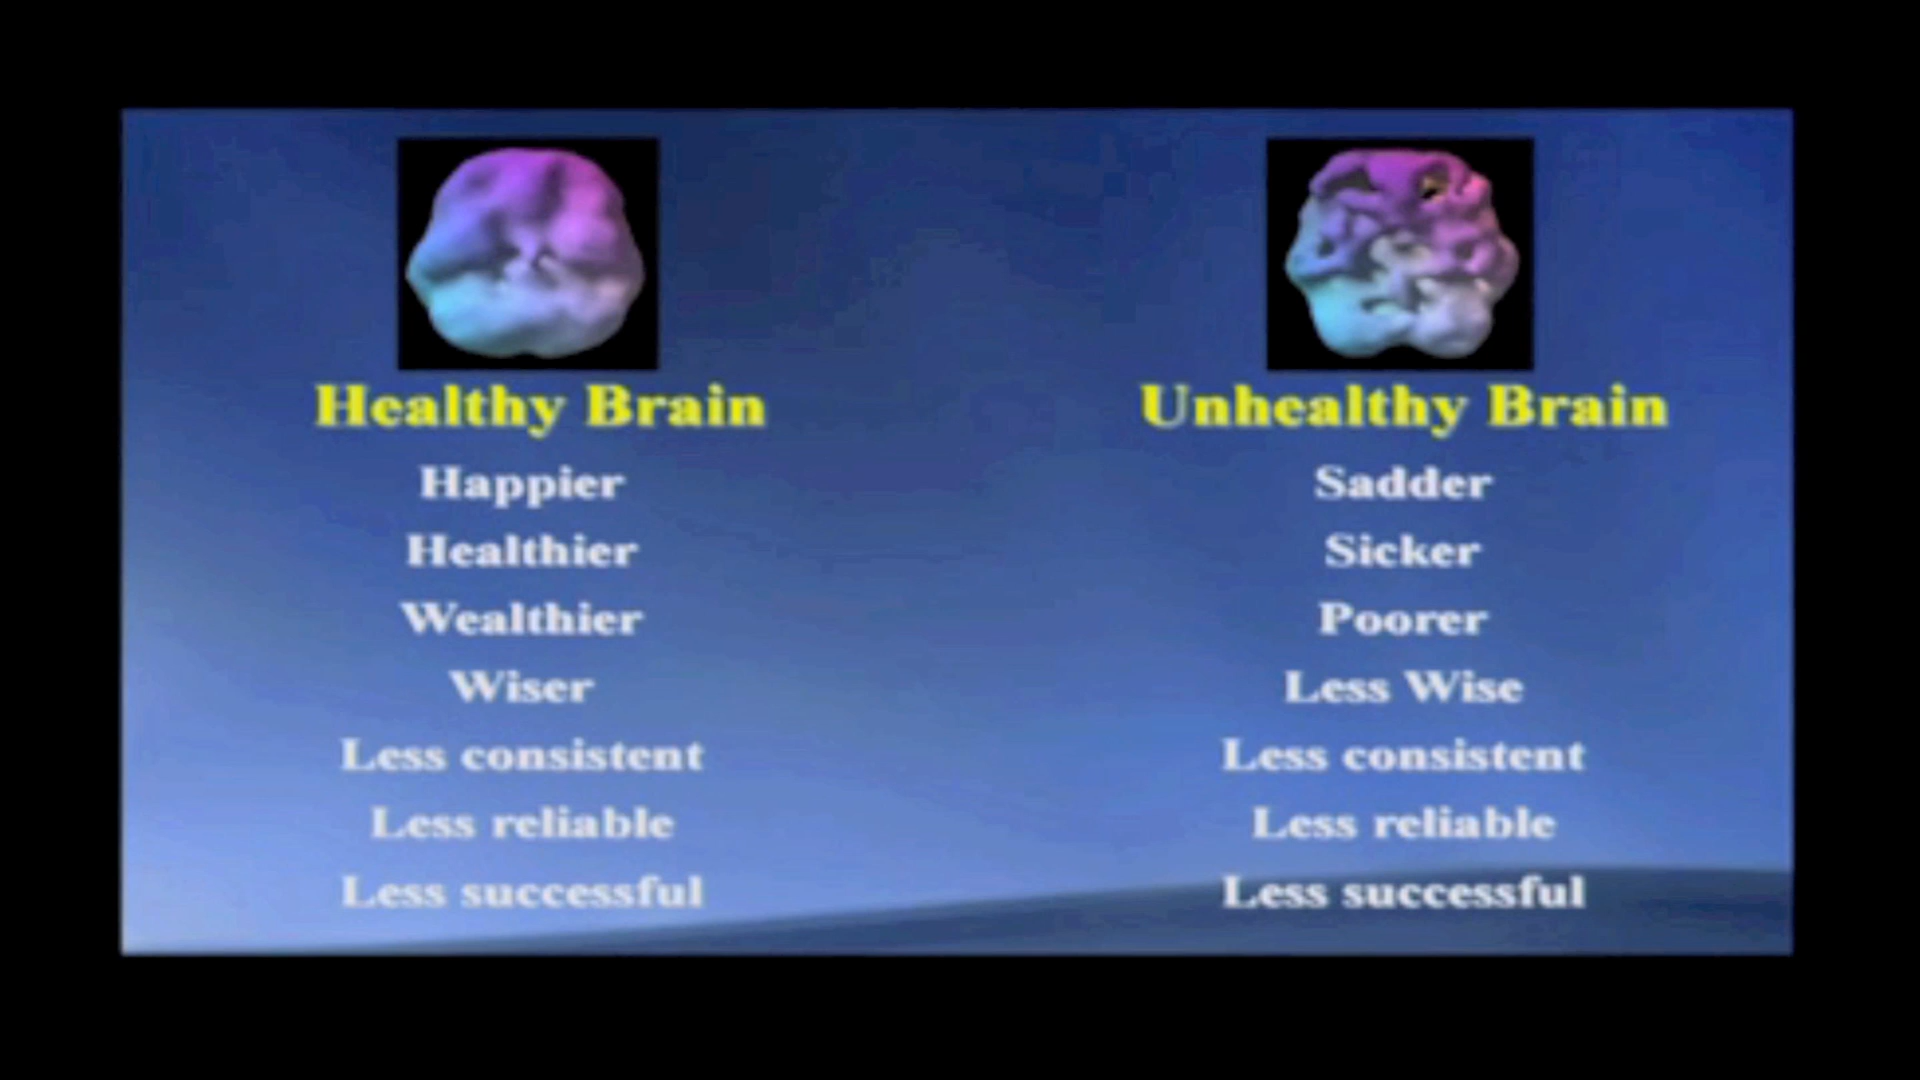 Healthy Brain
Happier
Healthier
Wealthier
Wiser
Less consistent
Less reliable
Less successful
Unhealthy Brain
Sadder
Sicker
Poorer
Less Wise
Less consistent
Less reliable
Less successful